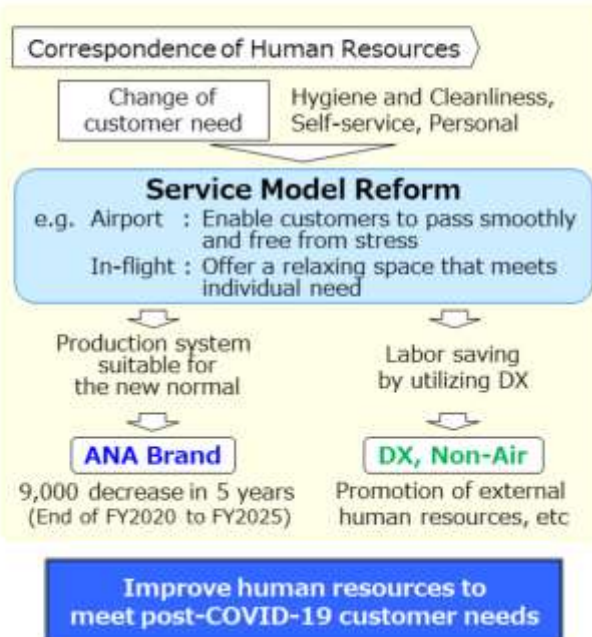 Correspondence of Human Resources
Change of
customer need
Hygiene and Cleanliness,
Self-service, Personal
Service Model Reform
e.g. Airport : Enable customers to pass smoothly
and free from stress
In-flight : Offer a relaxing space that meets
individual need
Production system
suitable for
the new normal
Labor saving
by utilizing DX
ANA Brand
9,000 decrease in 5 years
(End of FY2020 to FY2025)
DX, Non-Air
Promotion of external
human resources, etc
Improve human resources to
meet post-COVID-19 customer needs